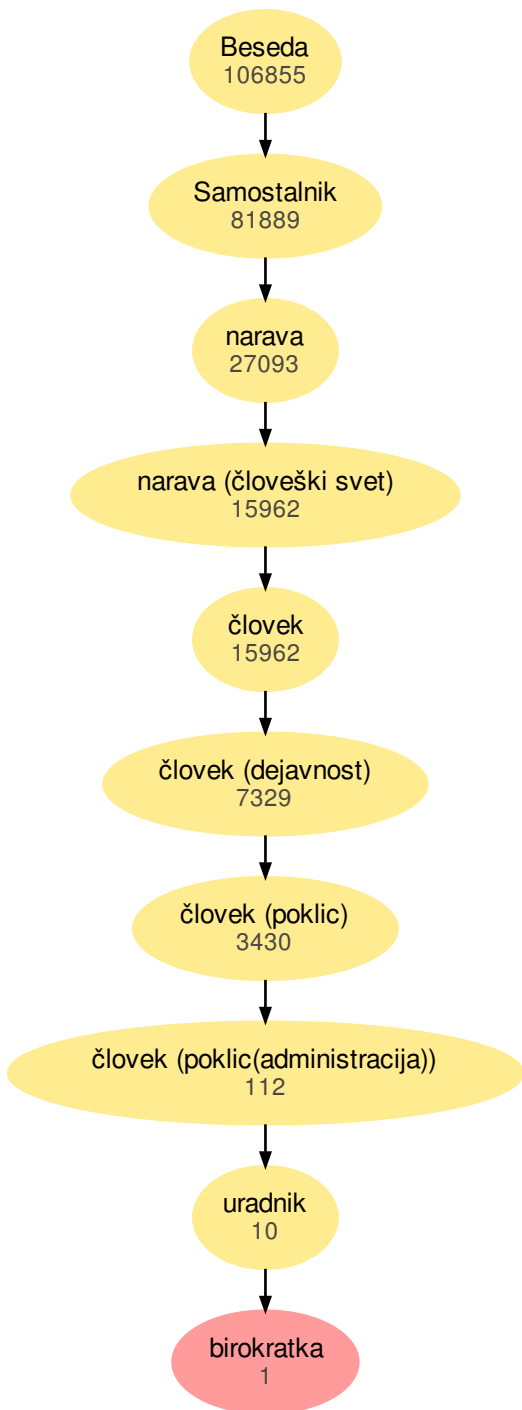 Beseda
106855
Samostalnik
81889
narava
27093
narava (človeški svet)
15962
človek
15962
človek (dejavnost)
7329
človek (poklic)
3430
človek (poklic(administracija))
112
uradnik
10
birokratka
1